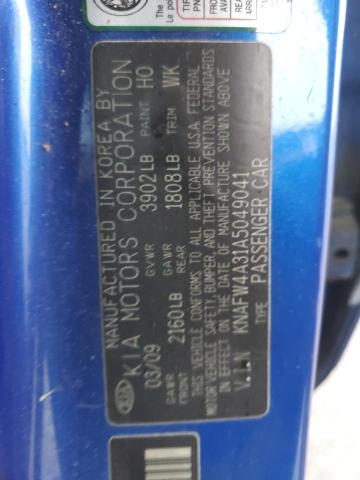 MANUFACTURED IN KOREA BY
KIA MOTORS CORPORATION
03/09 GVWR 3902LB PAINT HO
GAWR FRONT 2160LB GAWR REAR 1808LB TRIM WK
THIS VEHICLE CONFORMS TO ALL APPLICABLE U.S.A. FEDERAL
MOTOR VEHICLE SAFETY, BUMPER, AND THEFT PREVENTION STANDARDS
IN EFFECT ON THE DATE OF MANUFACTURE SHOWN ABOVE
V.I.N KNAFW4A31A5049041
PASSENGER CAR
KIA